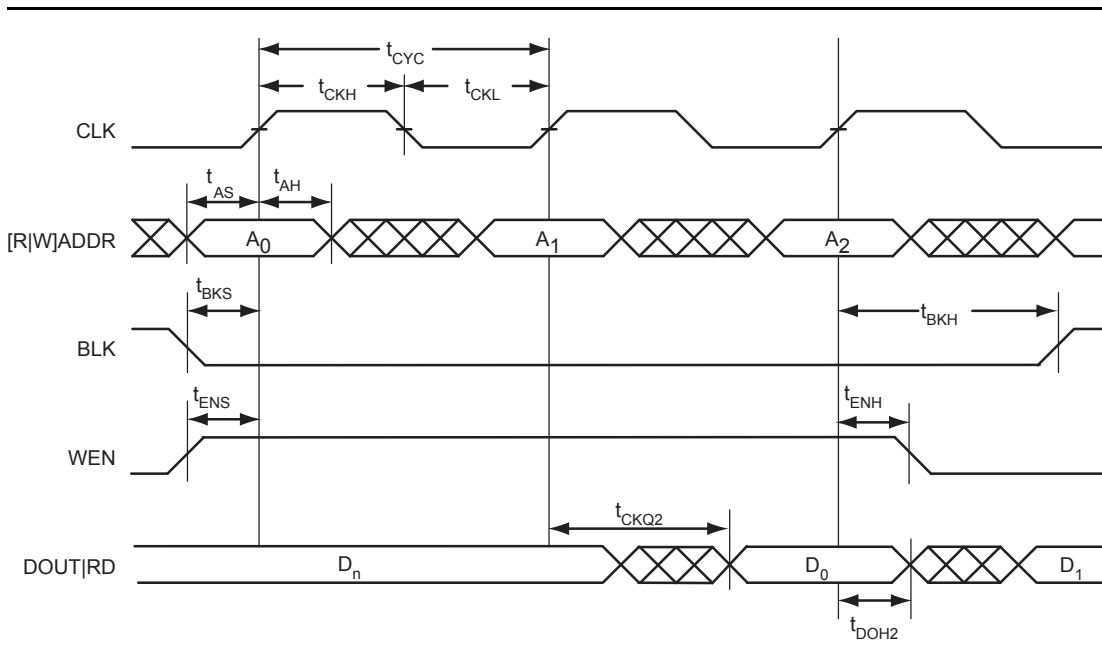 tCYC
tCKH
tCKL
CLK
tAS
tAH
[R|W]ADDR
A0
A1
A2
tBKS
tBKH
BLK
tENS
tENH
WEN
tCKQ2
DOUT|RD
Dn
D0
D1
tDOH2